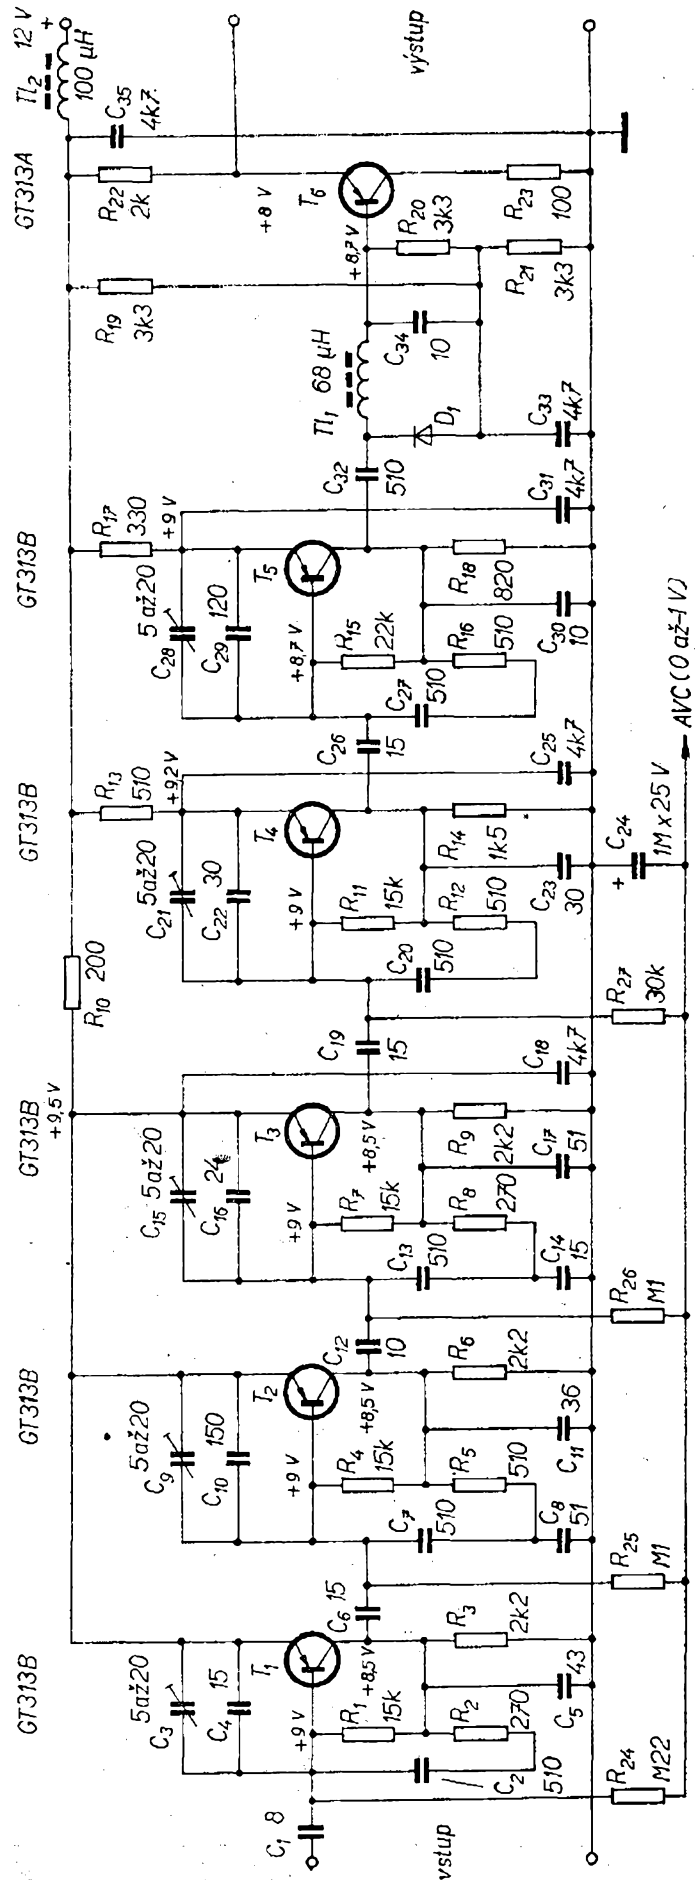 GT313B
GT313B
GT313B
GT313B
GT313B
GT313A
Tl₂
12 V
+
100 µH
C₃₅
4k7
R₂₂
2k
R₁₉
3k3
+8 V
T₆
+8,7 V
R₂₀
3k3
R₂₃
100
R₂₁
3k3
výstup
Tl₁ 68 µH
C₃₄
10
D₁
C₃₃
4k7
C₃₂
510
C₃₁
4k7
R₁₇
330
+9 V
5 až 20
C₂₈
120
C₂₉
T₅
+8,7 V
R₁₅
22k
R₁₈
820
R₁₆
510
C₃₀
10
C₂₇
510
C₂₆
15
C₂₅
4k7
R₁₃
510
+9,2 V
5 až 20
C₂₁
30
C₂₂
T₄
+9 V
R₁₁
15k
R₁₄
1k5
R₁₂
510
C₂₃
30
C₂₄
+
1M x 25 V
AVC (0 až -1 V)
C₂₀
510
R₁₀
200
C₁₉
15
R₂₇
30k
C₁₈
4k7
+9,5 V
5 až 20
C₁₅
24
C₁₆
T₃
+8,5 V
+9 V
R₇
15k
R₉
2k2
R₈
270
C₁₇
51
C₁₃
510
C₁₄
15
C₁₂
10
R₂₆
M1
5 až 20
C₉
150
C₁₀
T₂
+8,5 V
+9 V
R₄
15k
R₆
2k2
R₅
510
C₁₁
36
C₇
510
C₈
51
C₆ 15
R₂₅
M1
5 až 20
C₃
15
C₄
T₁
+8,5 V
+9 V
R₁
15k
R₃
2k2
R₂
270
C₅
43
C₂
510
R₂₄
M22
C₁ 8
vstup